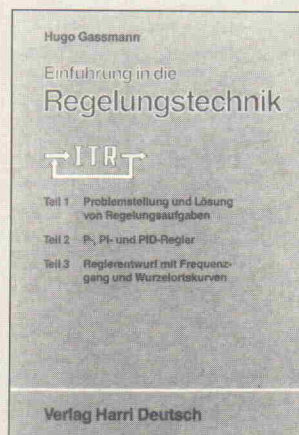 Hugo Gassmann
Einführung in die
Regelungstechnik
ITR
Teil 1 Problemstellung und Lösung
von Regelungsaufgaben
Teil 2 P-, PI- und PID-Regler
Teil 3 Reglerentwurf mit Frequenz-
gang und Wurzelortskurven
Verlag Harri Deutsch